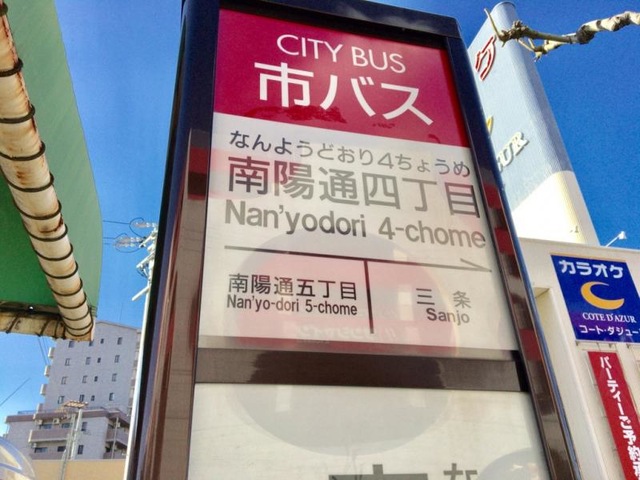 CITY BUS
市バス
なんようどおり4ちょうめ
南陽通四丁目
Nan'yodori 4-chome
南陽通五丁目
Nan'yo-dori 5-chome
三条
Sanjo
な
ケ
UR
カラオケ
COTE D'AZUR
コート・ダジュー
パーティーご予約